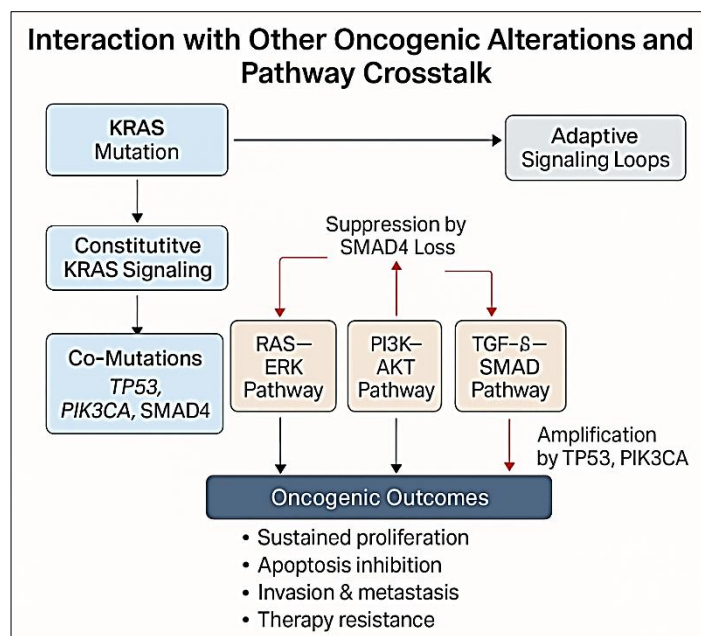 Interaction with Other Oncogenic Alterations and
Pathway Crosstalk
KRAS
Mutation
Adaptive
Signaling Loops
Constitutive
KRAS Signaling
Suppression by
SMAD4 Loss
Co-Mutations
TP53,
PIK3CA, SMAD4
RAS—
ERK
Pathway
PI3K–
AKT
Pathway
TGF-ß—
SMAD
Pathway
Amplification
by TP53, PIK3CA
Oncogenic Outcomes
• Sustained proliferation
• Apoptosis inhibition
• Invasion & metastasis
• Therapy resistance